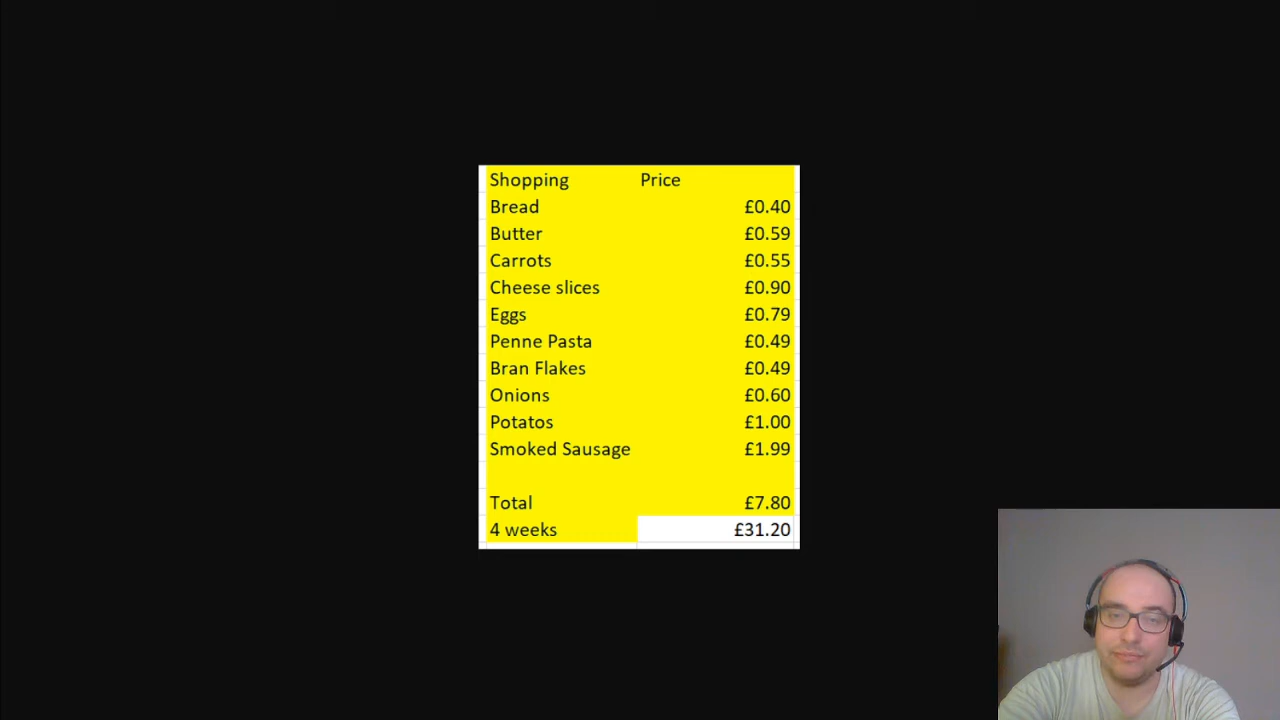 Shopping Price
Bread £0.40
Butter £0.59
Carrots £0.55
Cheese slices £0.90
Eggs £0.79
Penne Pasta £0.49
Bran Flakes £0.49
Onions £0.60
Potatos £1.00
Smoked Sausage £1.99
Total £7.80
4 weeks £31.20